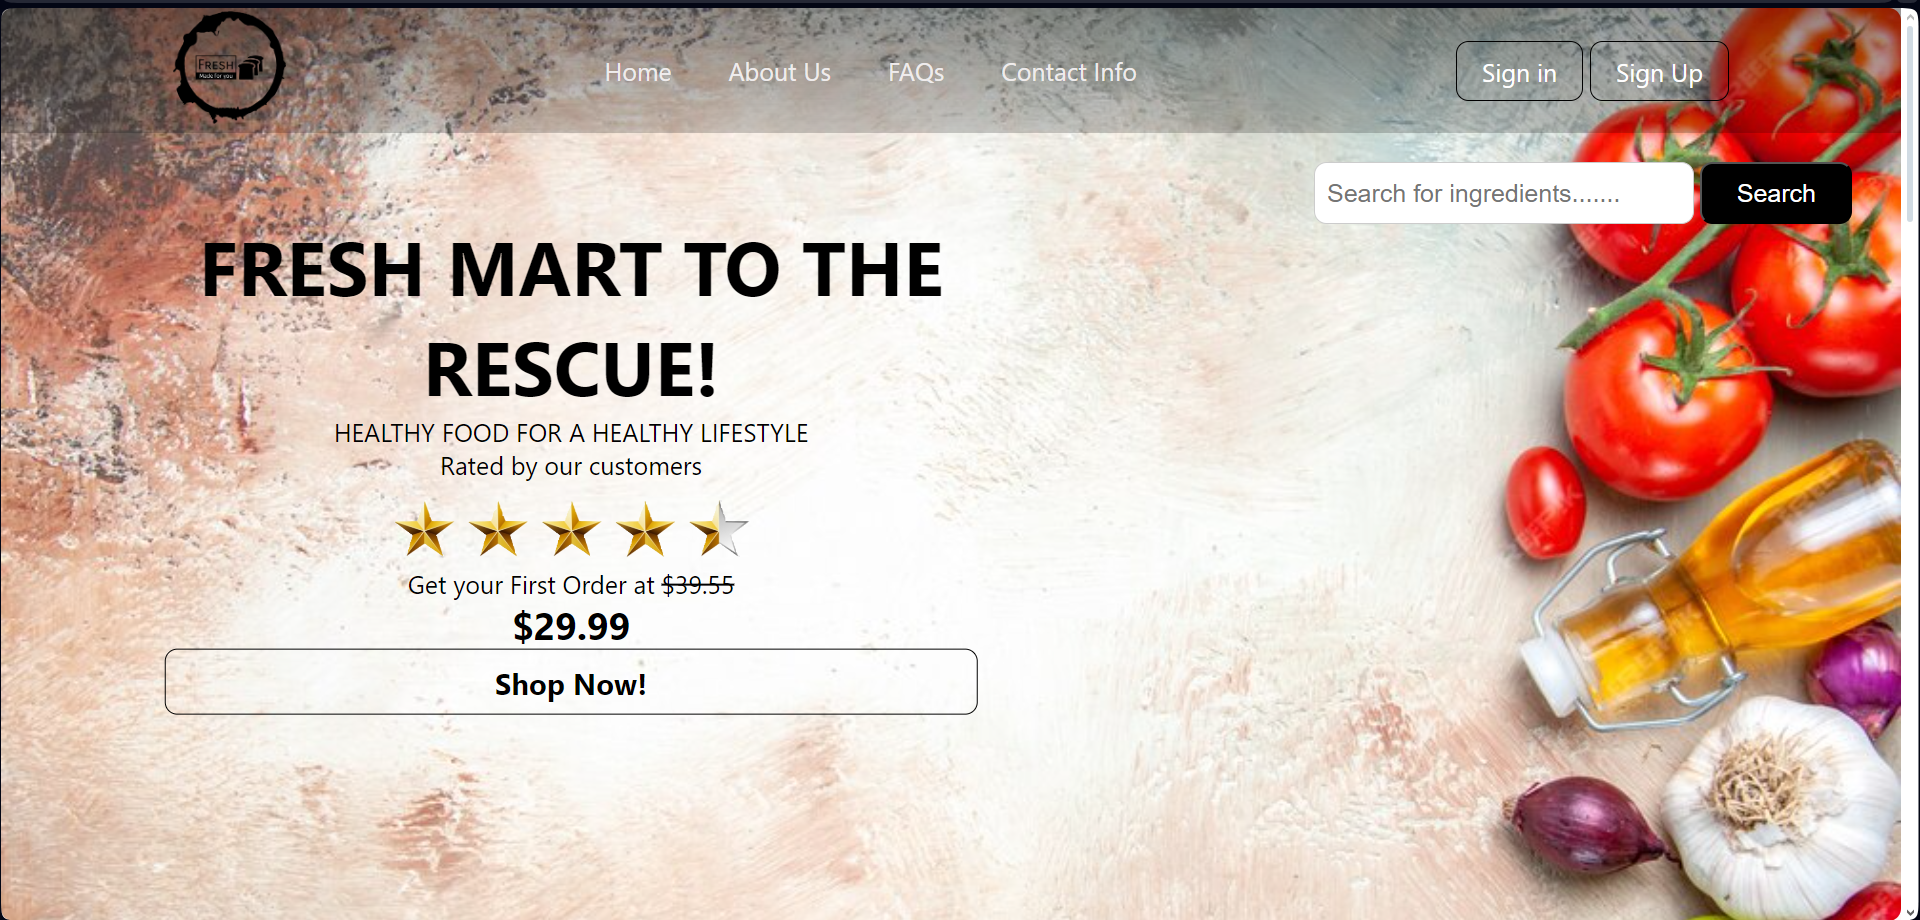 FRESH
Made for you
Home
About Us
FAQs
Contact Info
Sign in
Sign Up
Search for ingredients.......
Search
FRESH MART TO THE
RESCUE!
HEALTHY FOOD FOR A HEALTHY LIFESTYLE
Rated by our customers
Get your First Order at $39.55
$29.99
Shop Now!